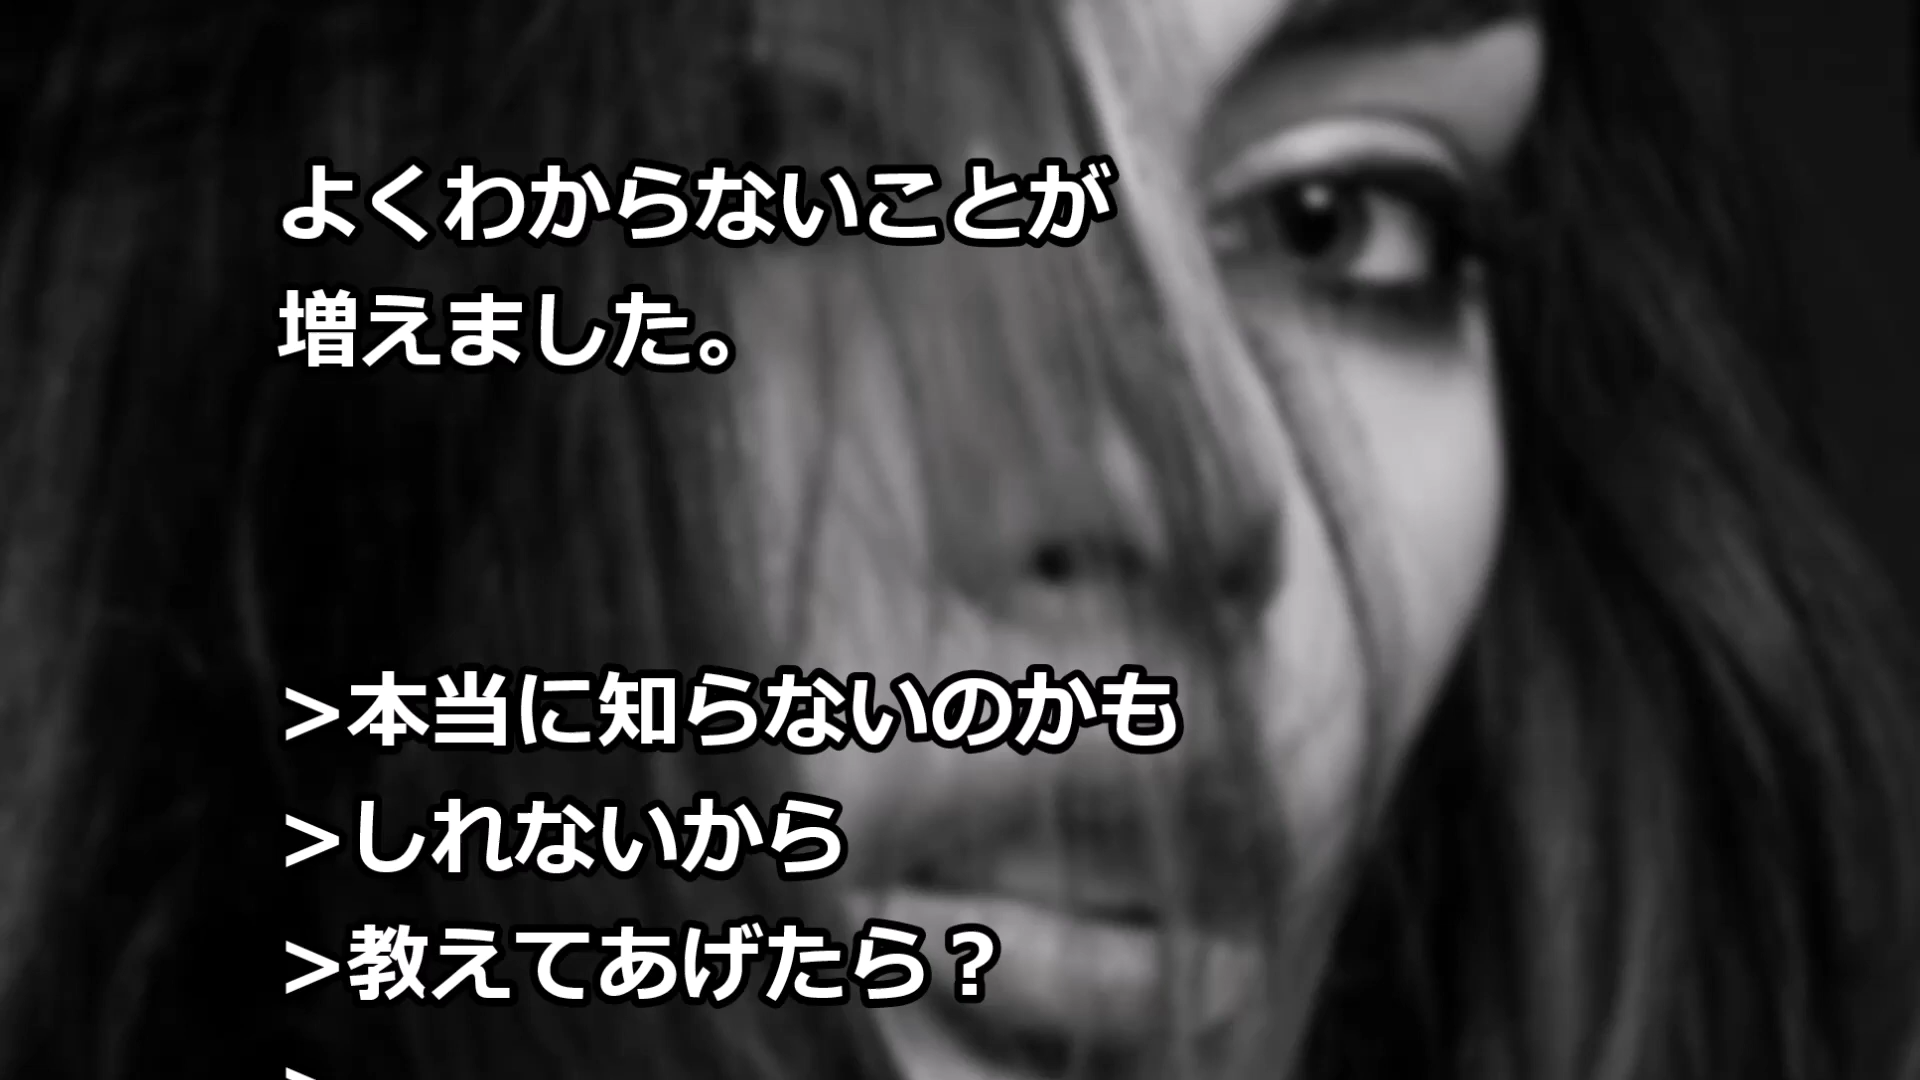 よくわからないことが
増えました。
>本当に知らないのかも
>しれないから
>教えてあげたら？
>